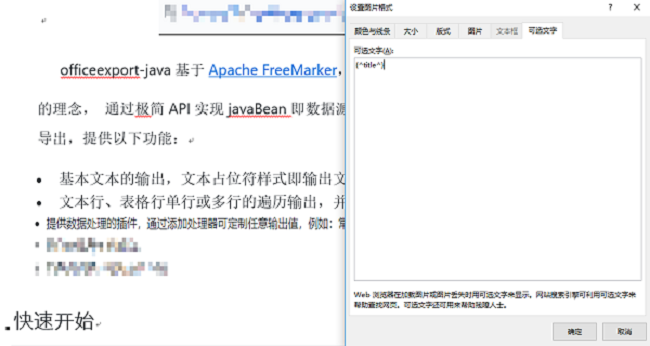 officeexport-java 基于 Apache FreeMarker，
的理念， 通过极简 API 实现 javaBean 即数据源
导出，提供以下功能：
• 基本文本的输出，文本占位符样式即输出文
• 文本行、表格行单行或多行的遍历输出，并
• 提供数据处理的插件，通过添加处理器可定制任意输出值，例如：常
快速开始
设置图片格式 ? ×
颜色与线条 大小 版式 图片 文本框 可选文字
可选文字(A):
{^title^}
Web 浏览器在加载图片或图片丢失时用可选文字来显示。网站搜索引擎可利用可选文字来
帮助查找网页。可选文字还可用来帮助残障人士。
确定 取消